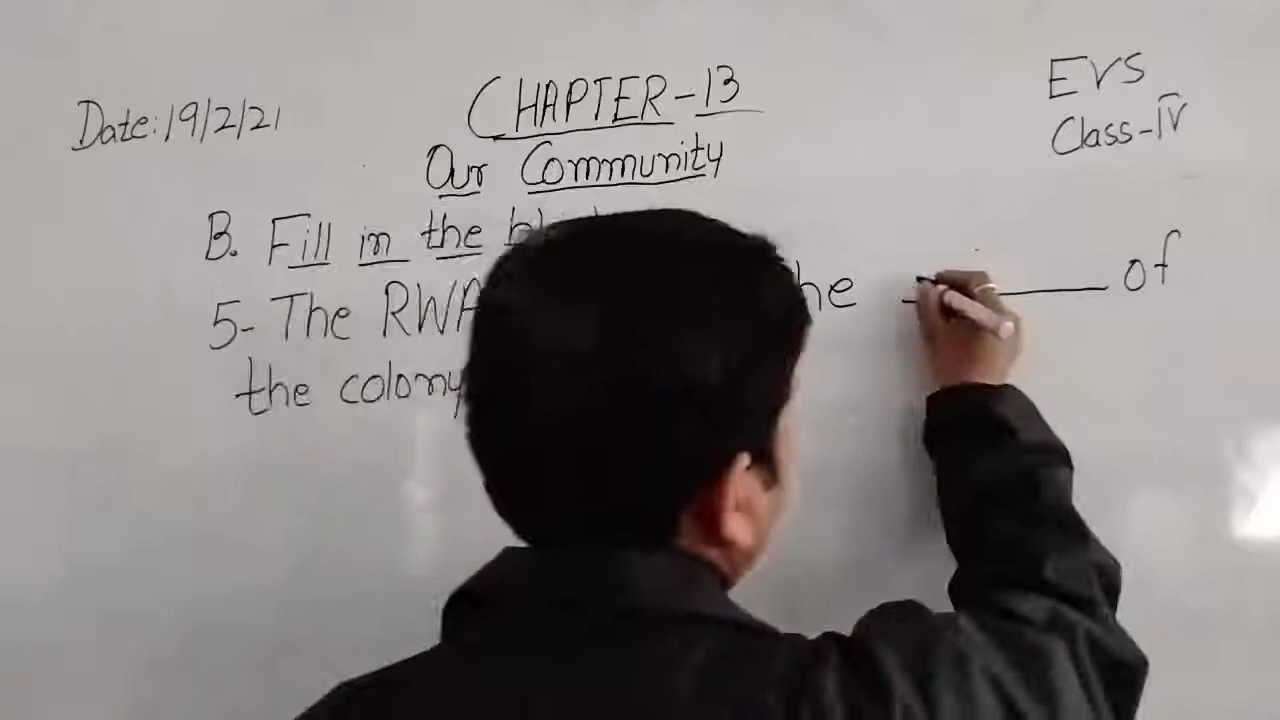 Date: 19/2/21
CHAPTER-13
EVS
Class-IV
Our Community
B. Fill in the
5- The RWA he ______ of
the colony